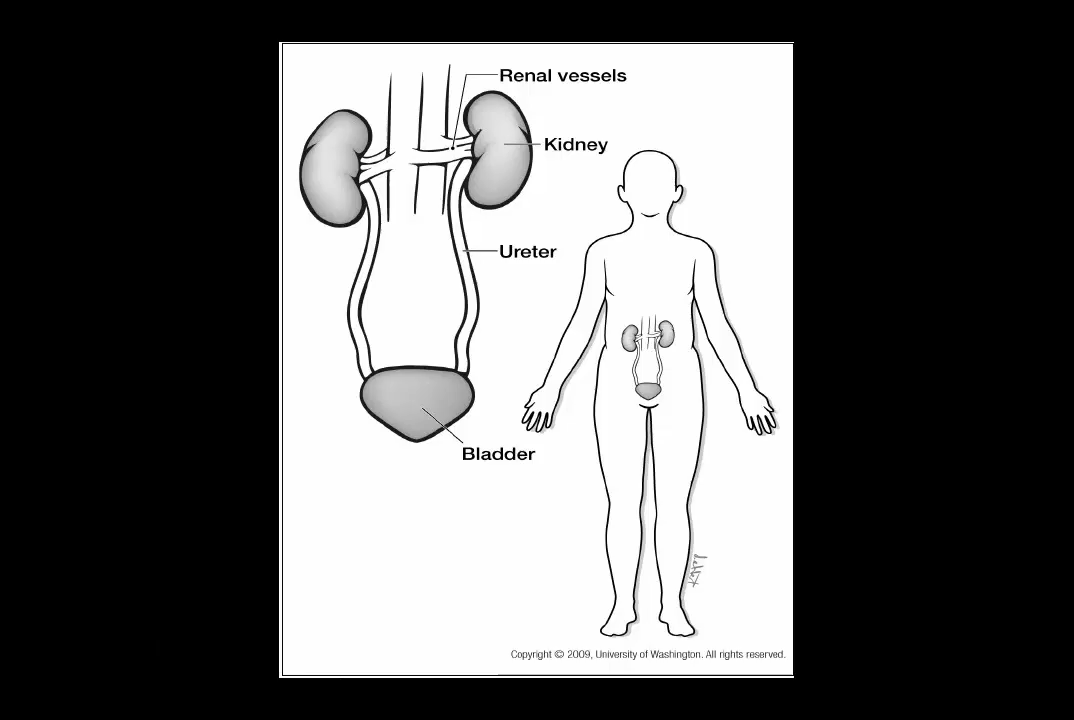 Renal vessels
Kidney
Ureter
Bladder
Copyright © 2009, University of Washington. All rights reserved.